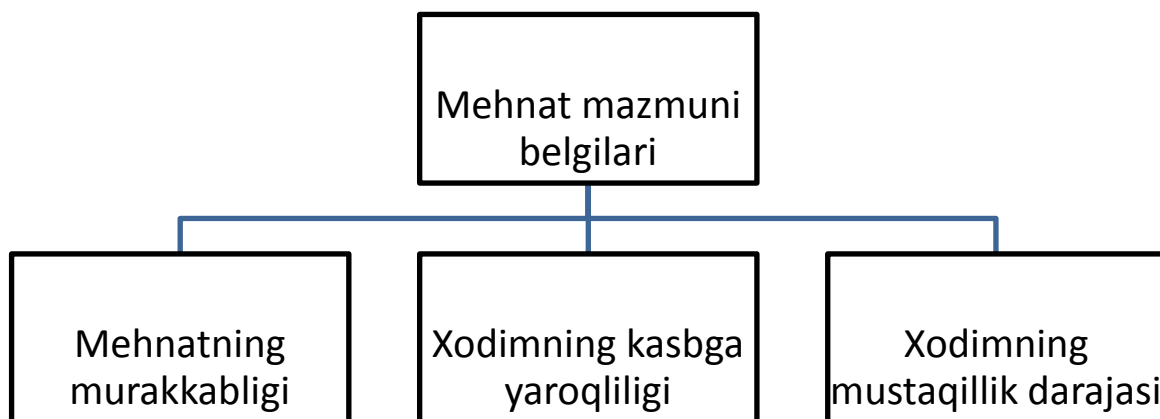 Mehnat mazmuni
belgilari
Mehnatning
murakkabligi
Xodimning kasbga
yaroqliligi
Xodimning
mustaqillik darajasi